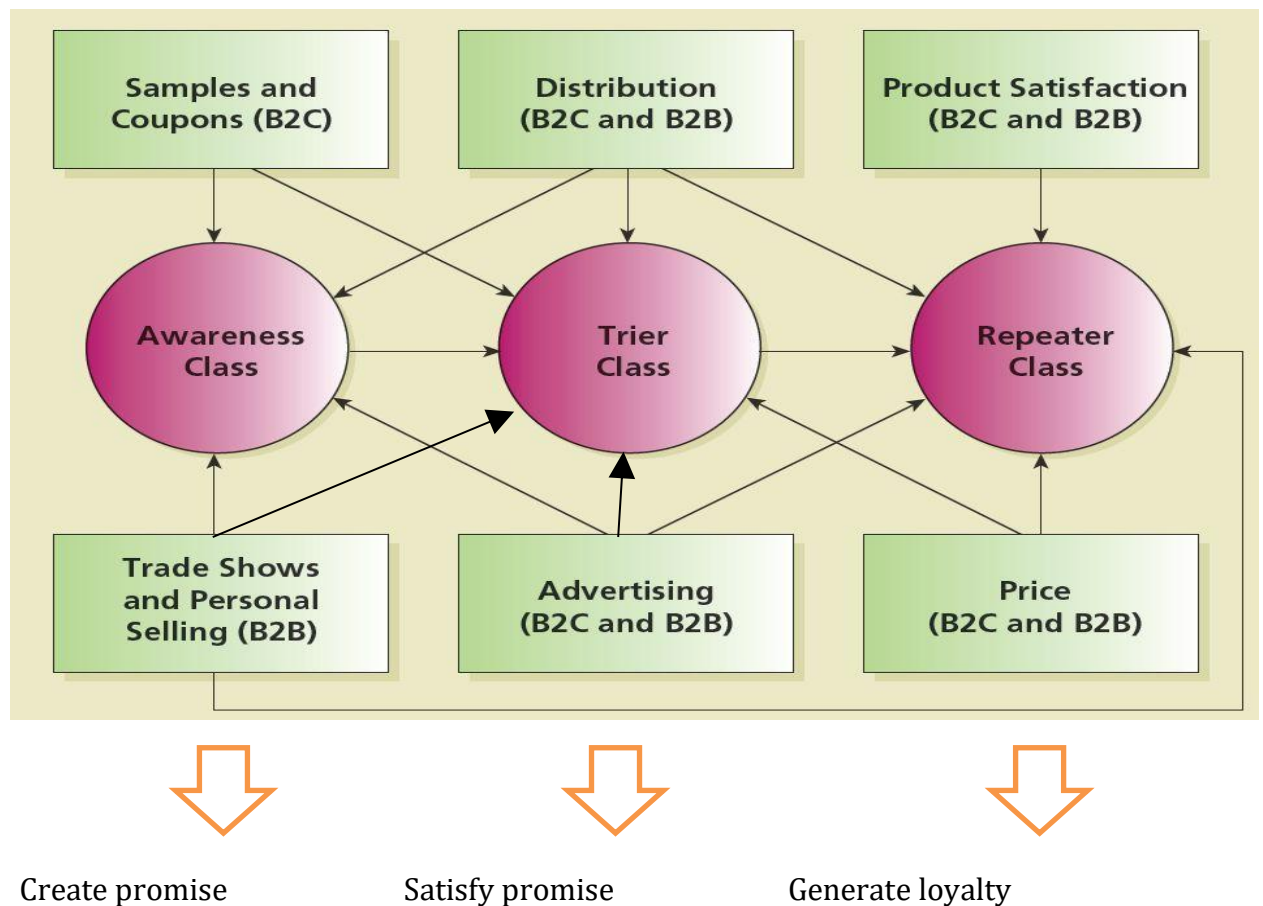 Samples and
Coupons (B2C)
Distribution
(B2C and B2B)
Product Satisfaction
(B2C and B2B)
Awareness
Class
Trier
Class
Repeater
Class
Trade Shows
and Personal
Selling (B2B)
Advertising
(B2C and B2B)
Price
(B2C and B2B)
Create promise
Satisfy promise
Generate loyalty